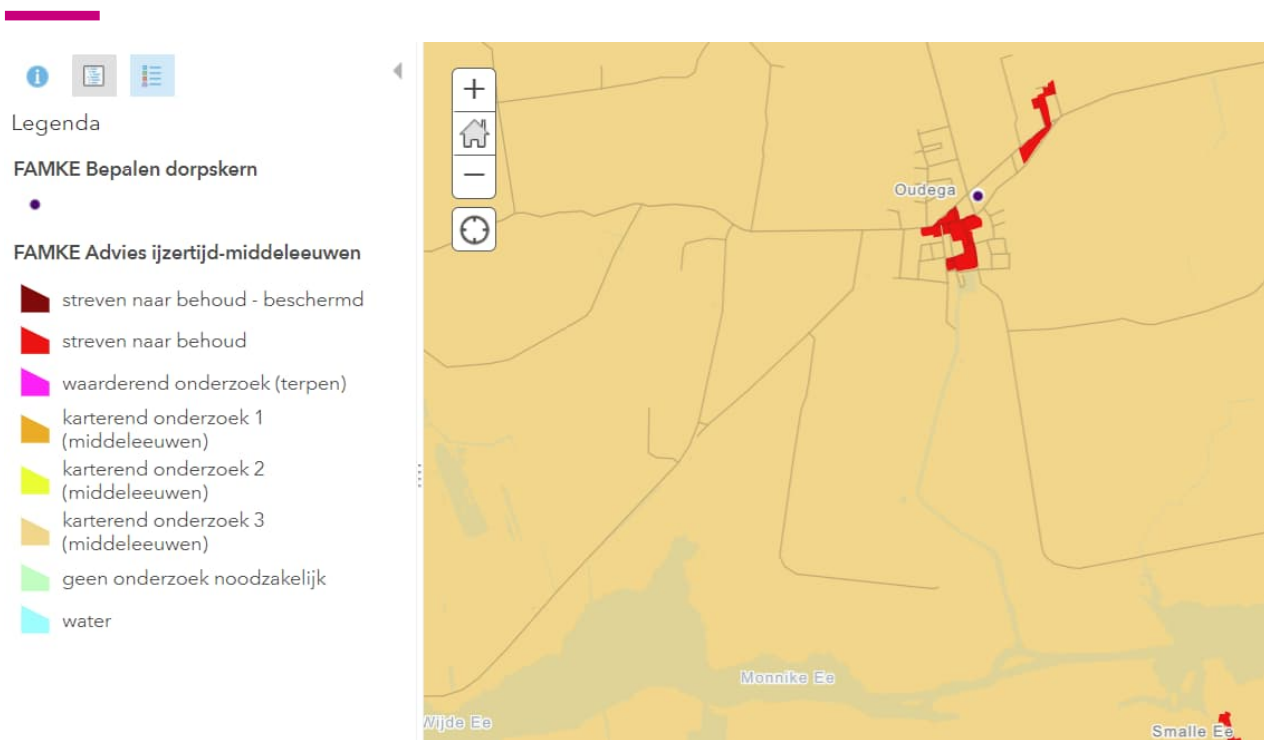 Legenda
FAMKE Bepalen dorpskern
FAMKE Advies ijzertijd-middeleeuwen
streven naar behoud - beschermd
streven naar behoud
waarderend onderzoek (terpen)
karterend onderzoek 1
(middeleeuwen)
karterend onderzoek 2
(middeleeuwen)
karterend onderzoek 3
(middeleeuwen)
geen onderzoek noodzakelijk
water
Oudega
Monnike Ee
Wijde Ee
Smalle Ee